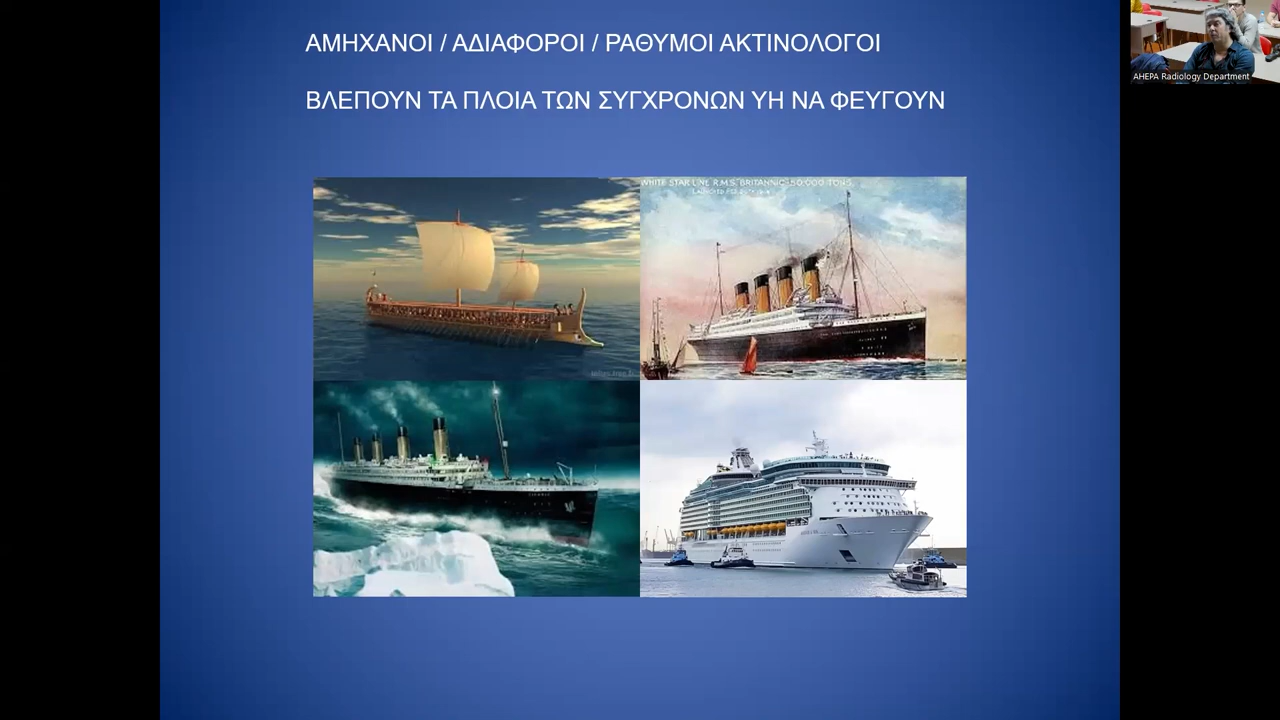 ΑΜΗΧΑΝΟΙ / ΑΔΙΑΦΟΡΟΙ / ΡΑΘΥΜΟΙ ΑΚΤΙΝΟΛΟΓΟΙ
ΒΛΕΠΟΥΝ ΤΑ ΠΛΟΙΑ ΤΩΝ ΣΥΓΧΡΟΝΩΝ ΥΗ ΝΑ ΦΕΥΓΟΥΝ
AHEPA Radiology Department
WHITE STAR LINE R.M.S. "BRITANNIC" 50,000 TONS.